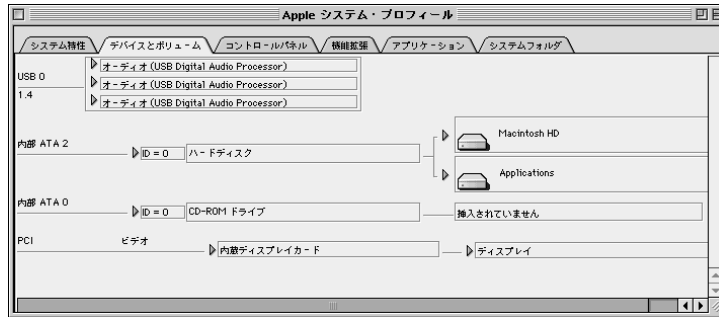 Apple システム・プロフィール
システム特性 デバイスとボリューム コントロールパネル 機能拡張 アプリケーション システムフォルダ
オーディオ (USB Digital Audio Processor)
USB 0
オーディオ (USB Digital Audio Processor)
1.4
オーディオ (USB Digital Audio Processor)
Macintosh HD
内部 ATA 2
ID = 0 ハードディスク
Applications
内部 ATA 0
ID = 0 CD-ROM ドライブ 挿入されていません
PCI ビデオ
内蔵ディスプレイカード ディスプレイ